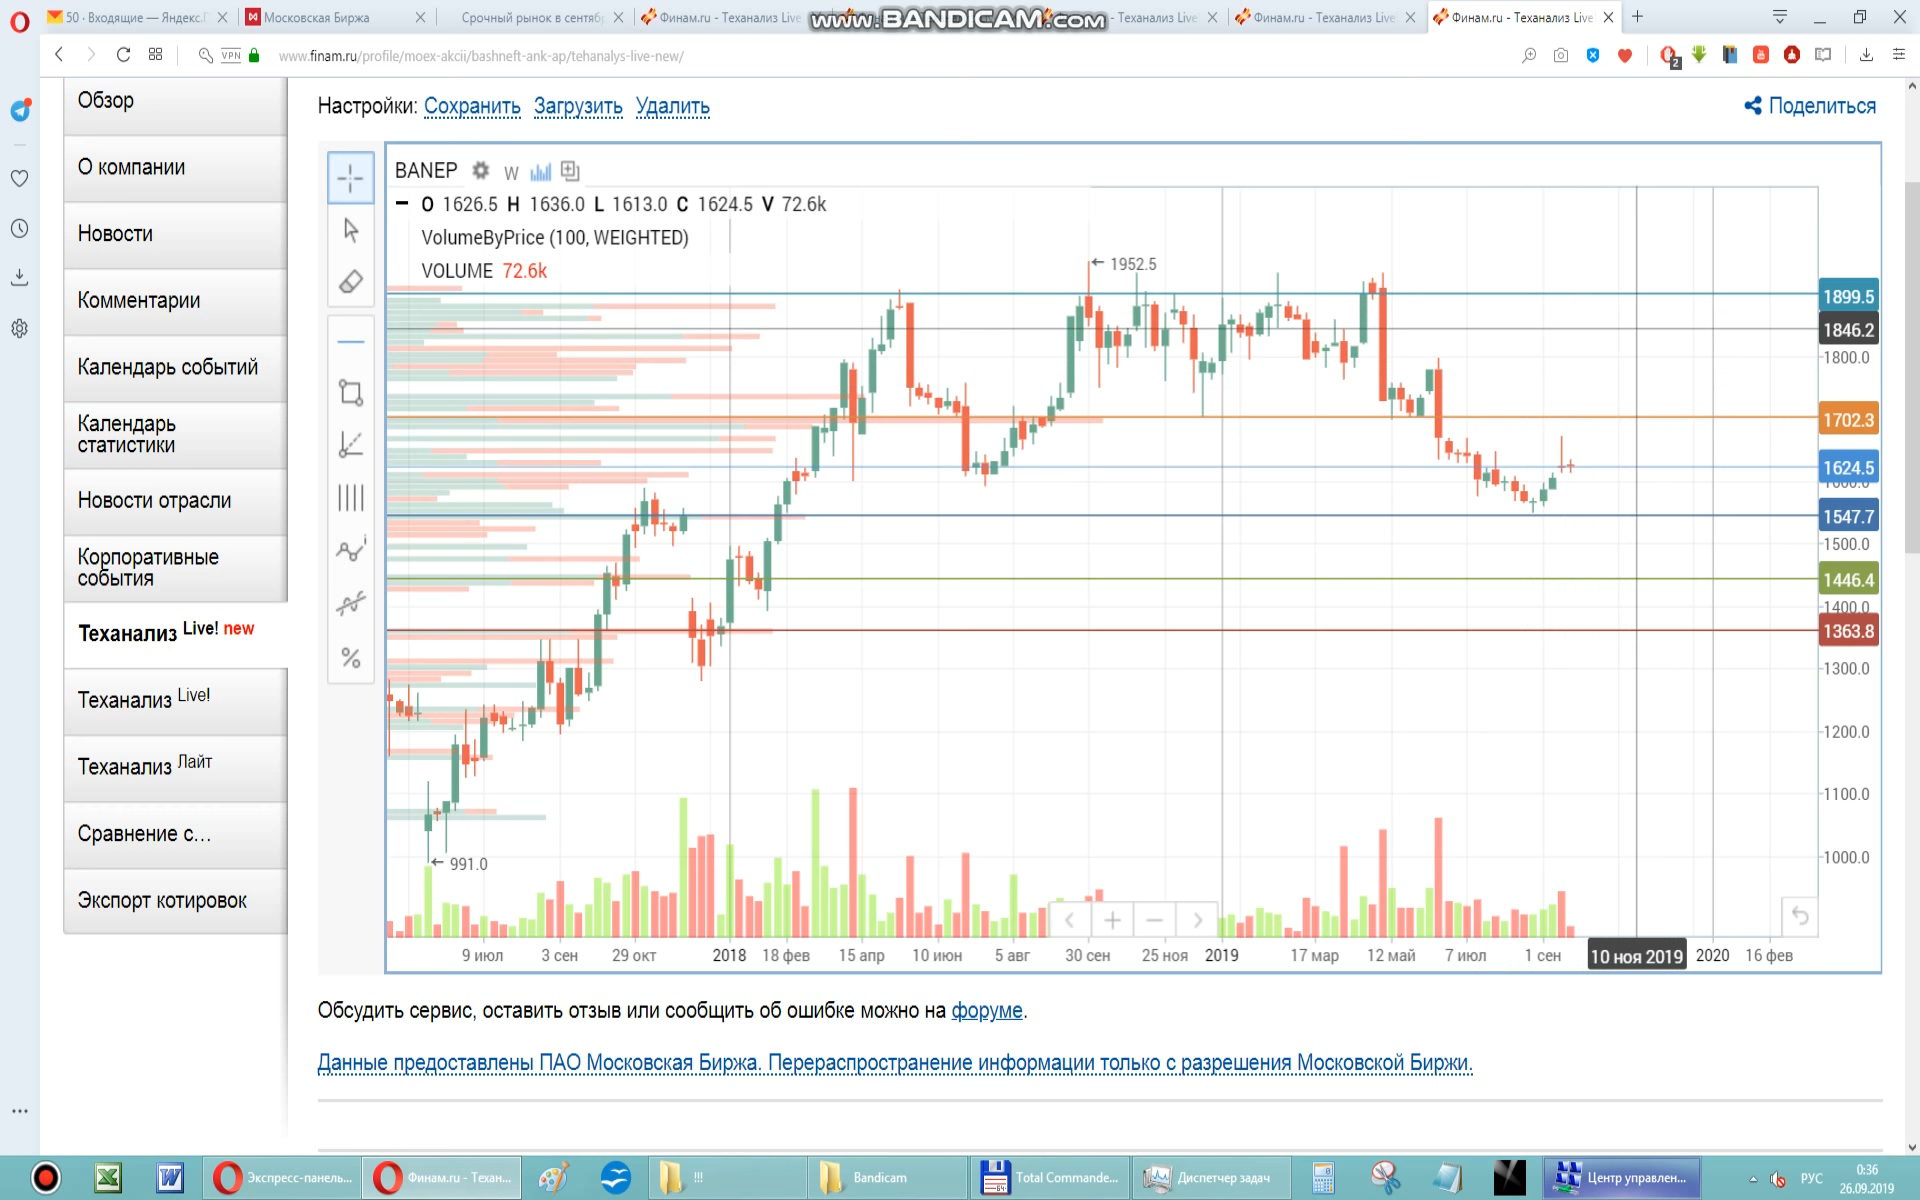 50 · Входящие — Яндекс.
Московская Биржа
Срочный рынок в сентяб
Финам.ru - Теханализ Live
www.BANDICAM.com
- Теханализ Live
Финам.ru - Теханализ Live
Финам.ru - Теханализ Live
VPN
www.finam.ru/profile/moex-akcii/bashneft-ank-ap/tehanalys-live-new/
2
Обзор
О компании
Новости
Комментарии
Календарь событий
Календарь
статистики
Новости отрасли
Корпоративные
события
Теханализ Live! new
Теханализ Live!
Теханализ Лайт
Сравнение с...
Экспорт котировок
Настройки: Сохранить Загрузить Удалить
Поделиться
BANEP W
O 1626.5 H 1636.0 L 1613.0 C 1624.5 V 72.6k
VolumeByPrice (100, WEIGHTED)
VOLUME 72.6k
1952.5
991.0
1899.5
1846.2
1800.0
1702.3
1624.5
1600.0
1547.7
1500.0
1446.4
1400.0
1363.8
1300.0
1200.0
1100.0
1000.0
9 июл 3 сен 29 окт 2018 18 фев 15 апр 10 июн 5 авг 30 сен 25 ноя 2019 17 мар 12 май 7 июл 1 сен 10 ноя 2019 2020 16 фев
Обсудить сервис, оставить отзыв или сообщить об ошибке можно на форуме.
Данные предоставлены ПАО Московская Биржа. Перераспространение информации только с разрешения Московской Биржи.
Экспресс-панель...
Финам.ru - Техан...
!!!
Bandicam
Total Commande...
Диспетчер задач
Центр управлен...
РУС
0:36
26.09.2019